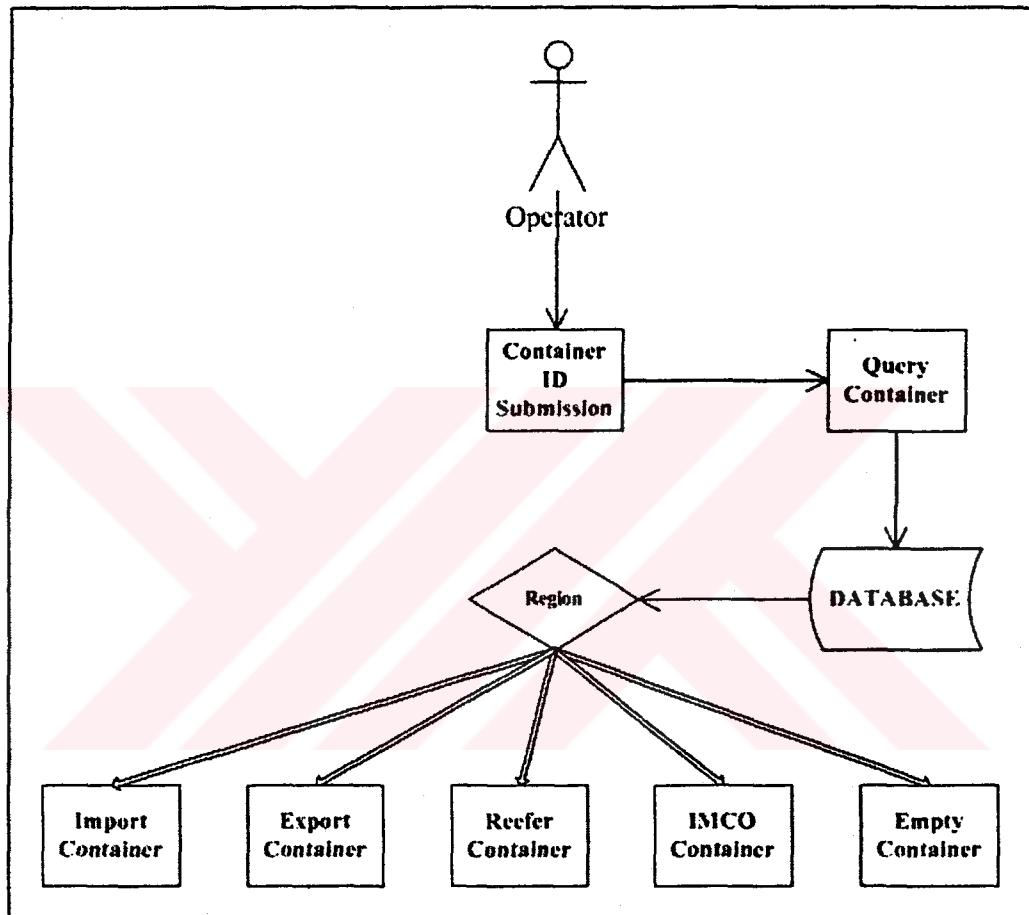 Operator
Container
ID
Submission
Query
Container
Region
DATABASE
Import
Container
Export
Container
Reefer
Container
IMCO
Container
Empty
Container